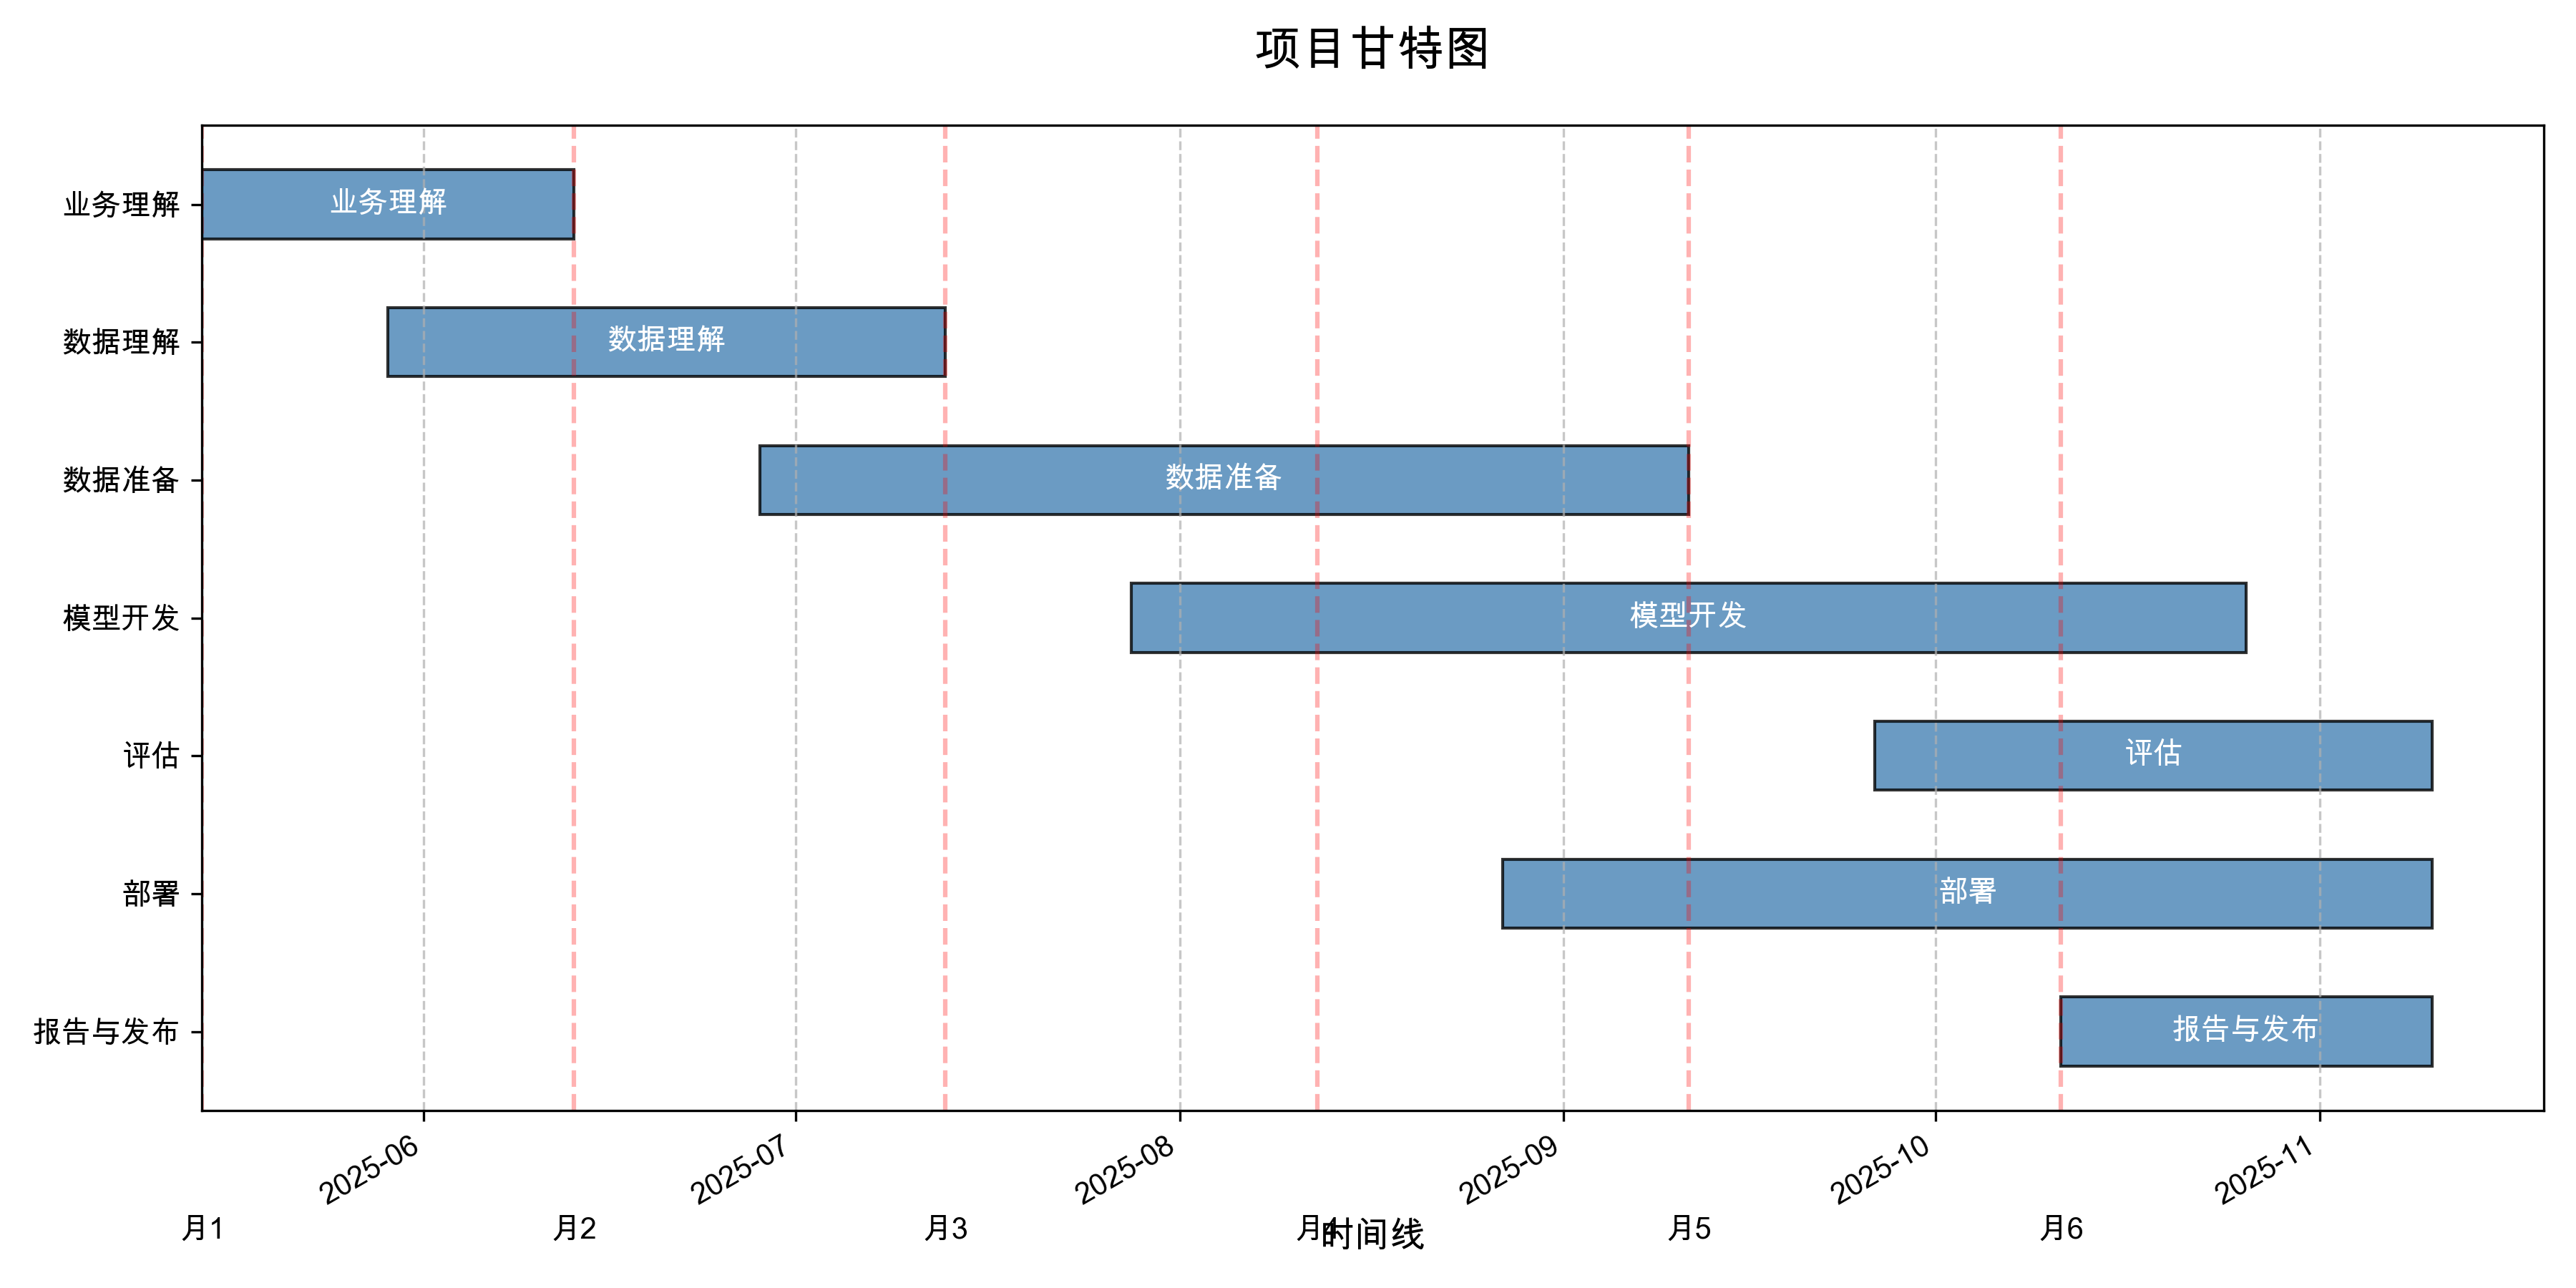 项目甘特图
业务理解
业务理解
数据理解
数据理解
数据准备
数据准备
模型开发
模型开发
评估
评估
部署
部署
报告与发布
报告与发布
2025-06
2025-07
2025-08
2025-09
2025-10
2025-11
月1
月2
月3
月4
时间线
月5
月6